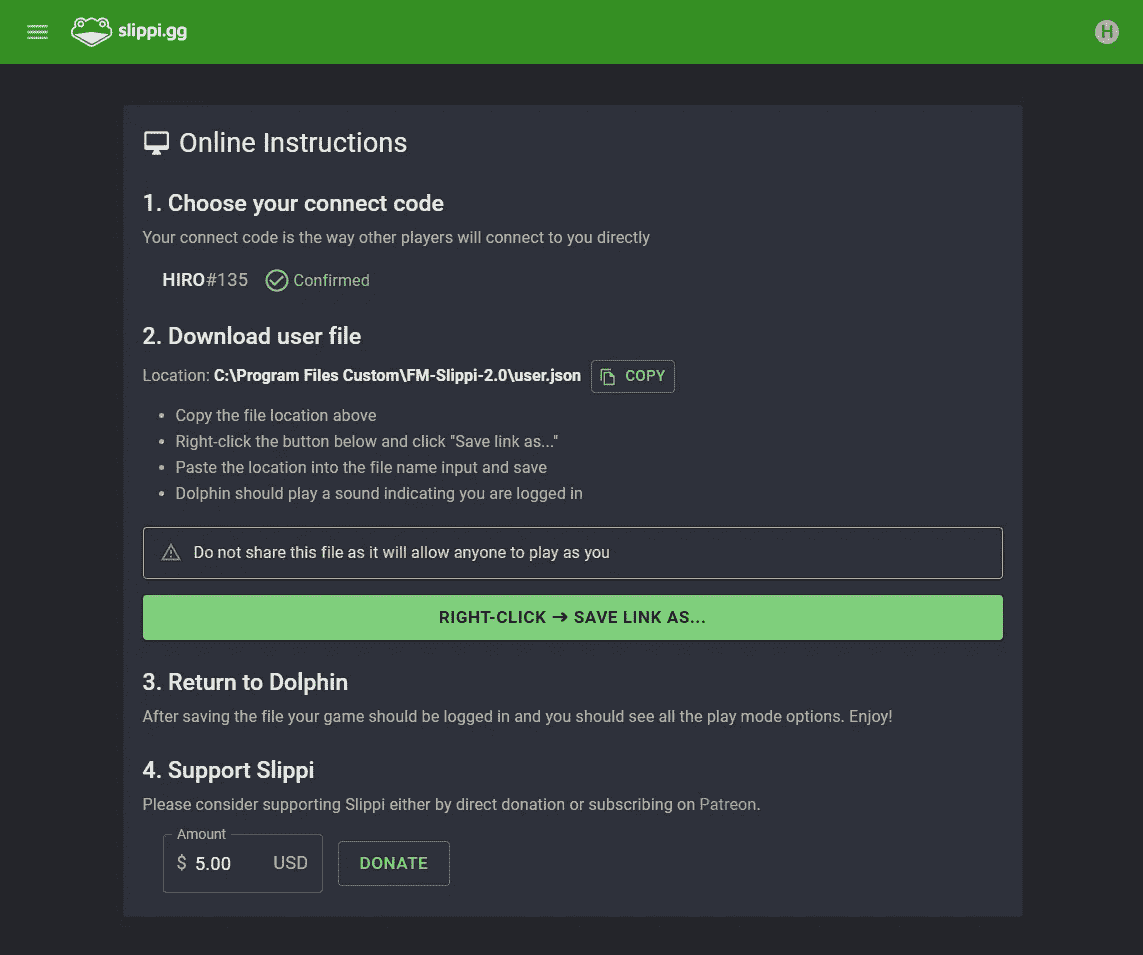 slippi.gg
H
Online Instructions
1. Choose your connect code
Your connect code is the way other players will connect to you directly
HIRO#135 Confirmed
2. Download user file
Location: C:\Program Files Custom\FM-Slippi-2.0\user.json COPY
• Copy the file location above
• Right-click the button below and click "Save link as..."
• Paste the location into the file name input and save
• Dolphin should play a sound indicating you are logged in
Do not share this file as it will allow anyone to play as you
RIGHT-CLICK → SAVE LINK AS...
3. Return to Dolphin
After saving the file your game should be logged in and you should see all the play mode options. Enjoy!
4. Support Slippi
Please consider supporting Slippi either by direct donation or subscribing on Patreon.
Amount
$ 5.00 USD DONATE